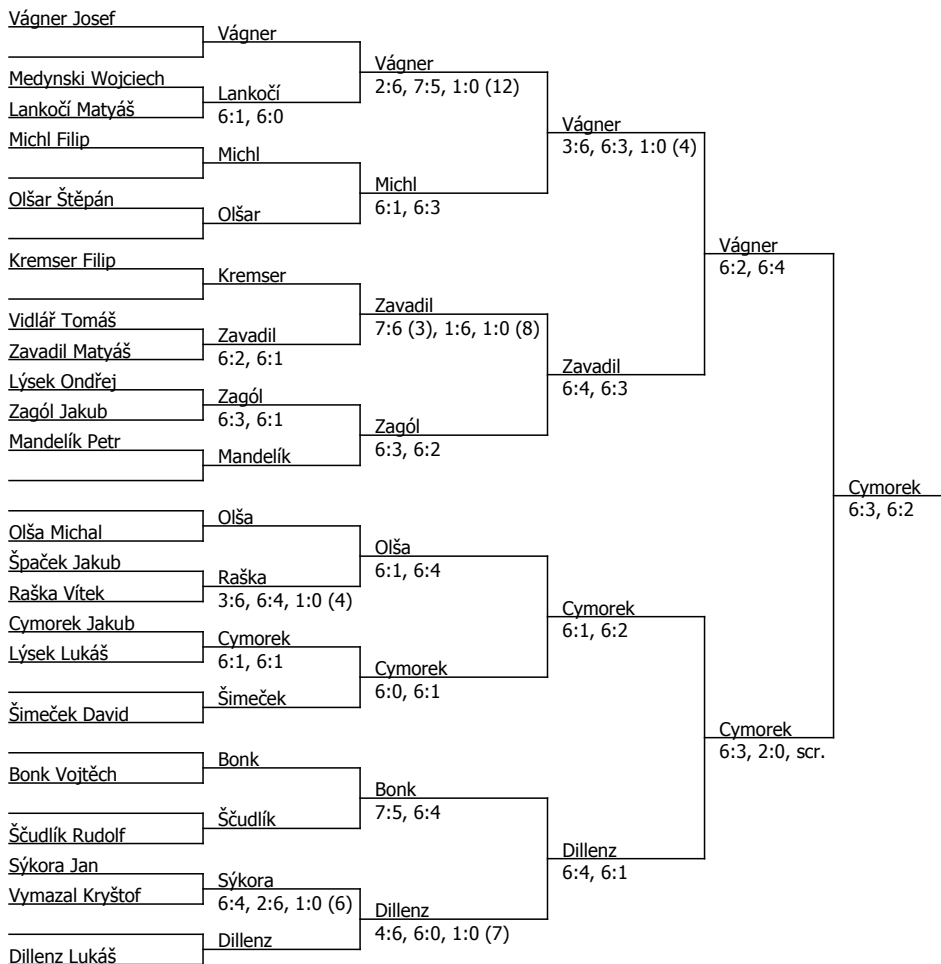 Vágner Josef
Medynski Wojciech
Lankočí Matyáš
Michl Filip
Olšar Štěpán
Kremser Filip
Vidlář Tomáš
Zavadil Matyáš
Lýsek Ondřej
Zagól Jakub
Mandelík Petr
Olša Michal
Špaček Jakub
Raška Vítek
Cymorek Jakub
Lýsek Lukáš
Šimeček David
Bonk Vojtěch
Ščudlík Rudolf
Sýkora Jan
Vymazal Kryštof
Dillenz Lukáš
Vágner
Lankočí
6:1, 6:0
Michl
Olšar
Kremser
Zavadil
6:2, 6:1
Zagól
6:3, 6:1
Mandelík
Olša
Raška
3:6, 6:4, 1:0 (4)
Cymorek
6:1, 6:1
Šimeček
Bonk
Ščudlík
Sýkora
6:4, 2:6, 1:0 (6)
Dillenz
Vágner
2:6, 7:5, 1:0 (12)
Michl
6:1, 6:3
Zavadil
7:6 (3), 1:6, 1:0 (8)
Zagól
6:3, 6:2
Olša
6:1, 6:4
Cymorek
6:0, 6:1
Bonk
7:5, 6:4
Dillenz
4:6, 6:0, 1:0 (7)
Vágner
3:6, 6:3, 1:0 (4)
Zavadil
6:4, 6:3
Cymorek
6:1, 6:2
Dillenz
6:4, 6:1
Vágner
6:2, 6:4
Cymorek
6:3, 2:0, scr.
Cymorek
6:3, 6:2